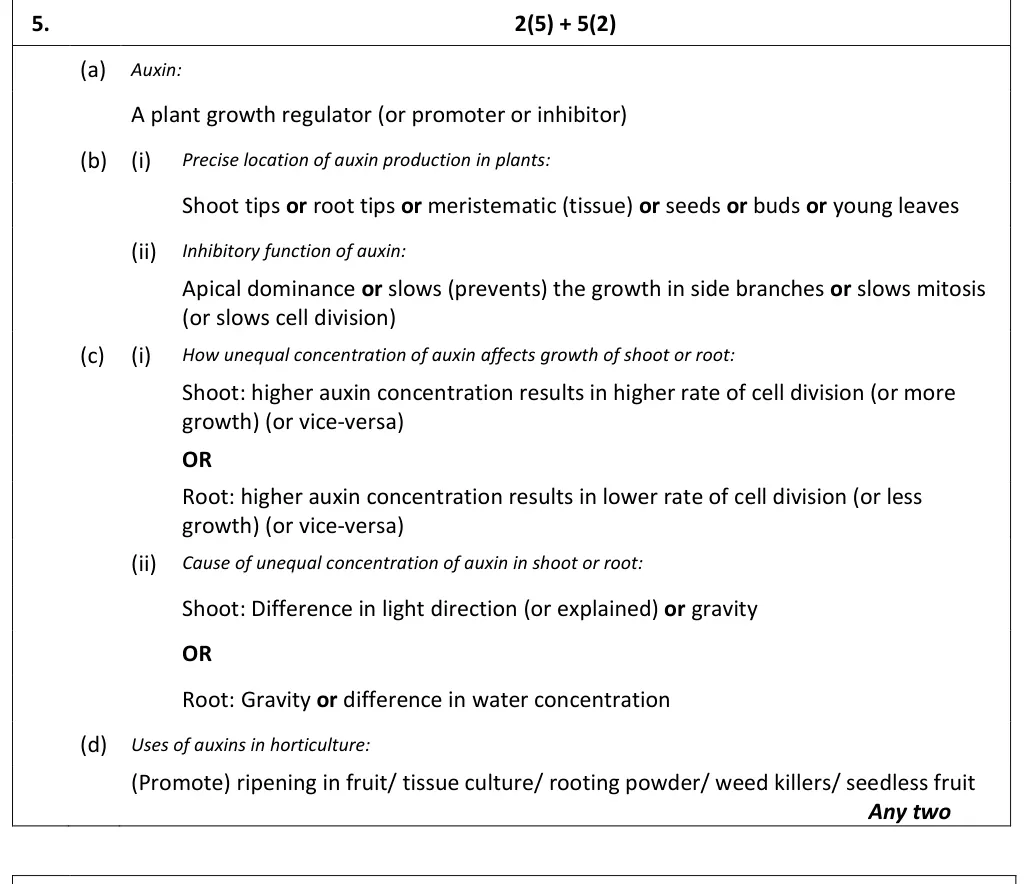 5. 2(5) + 5(2)
(a) Auxin:
A plant growth regulator (or promoter or inhibitor)
(b) (i) Precise location of auxin production in plants:
Shoot tips or root tips or meristematic (tissue) or seeds or buds or young leaves
(ii) Inhibitory function of auxin:
Apical dominance or slows (prevents) the growth in side branches or slows mitosis
(or slows cell division)
(c) (i) How unequal concentration of auxin affects growth of shoot or root:
Shoot: higher auxin concentration results in higher rate of cell division (or more
growth) (or vice-versa)
OR
Root: higher auxin concentration results in lower rate of cell division (or less
growth) (or vice-versa)
(ii) Cause of unequal concentration of auxin in shoot or root:
Shoot: Difference in light direction (or explained) or gravity
OR
Root: Gravity or difference in water concentration
(d) Uses of auxins in horticulture:
(Promote) ripening in fruit/ tissue culture/ rooting powder/ weed killers/ seedless fruit
Any two